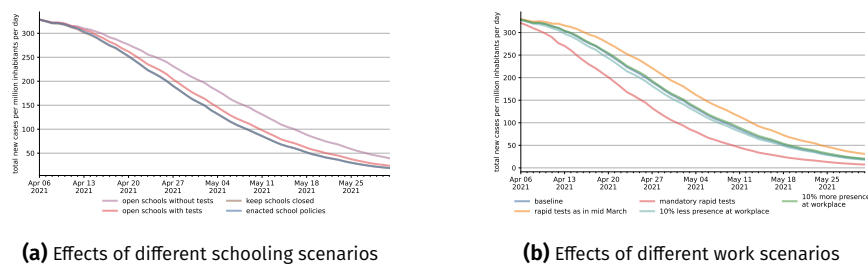 total new cases per million inhabitants per day
300
250
200
150
100
50
Apr 06
2021
Apr 13
2021
Apr 20
2021
Apr 27
2021
May 04
2021
May 11
2021
May 18
2021
May 25
2021
open schools without tests
open schools with tests
keep schools closed
enacted school policies
(a) Effects of different schooling scenarios
total new cases per million inhabitants per day
300
250
200
150
100
50
0
Apr 06
2021
Apr 13
2021
Apr 20
2021
Apr 27
2021
May 04
2021
May 11
2021
May 18
2021
May 25
2021
baseline
rapid tests as in mid March
mandatory rapid tests
10% less presence at workplace
10% more presence
at workplace
(b) Effects of different work scenarios